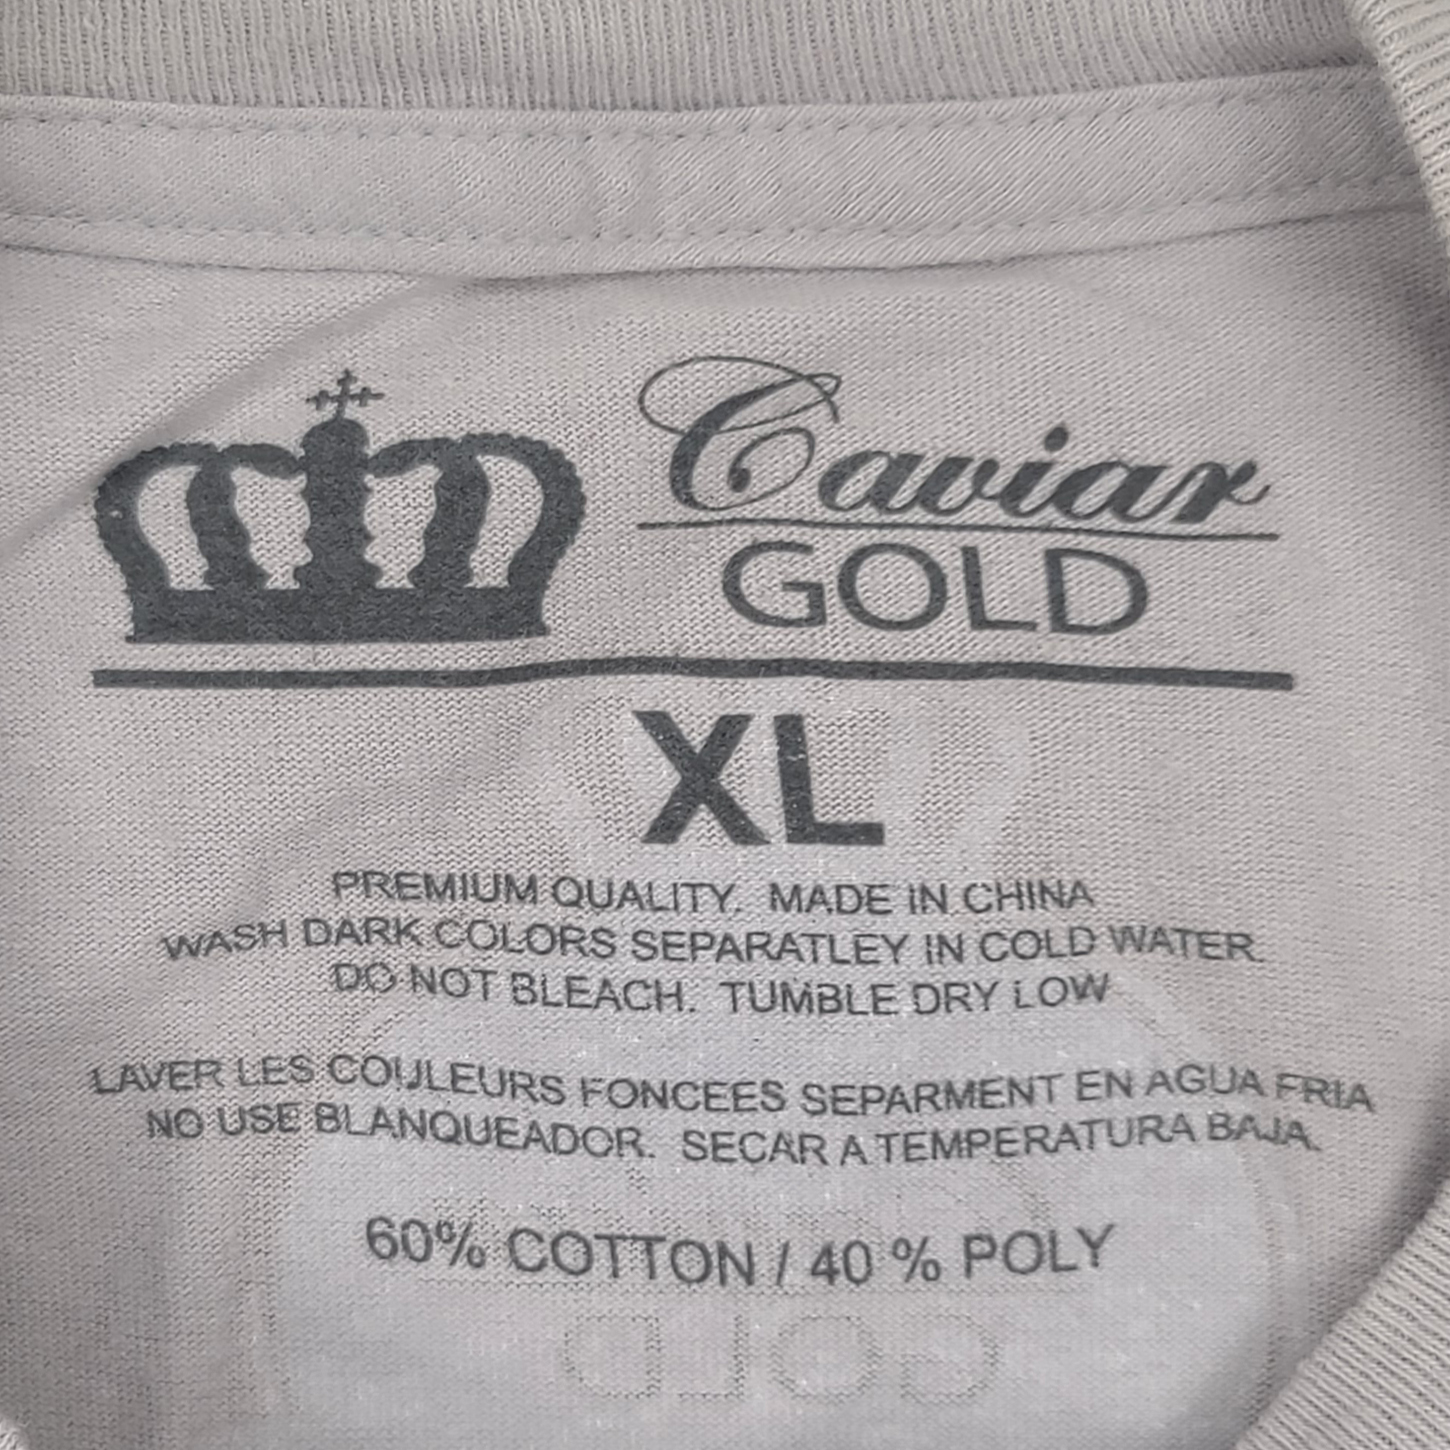 Caviar
GOLD
XL
PREMIUM QUALITY. MADE IN CHINA
WASH DARK COLORS SEPARATLEY IN COLD WATER
DO NOT BLEACH. TUMBLE DRY LOW
LAVER LES COULEURS FONCEES SEPARMENT EN AGUA FRIA
NO USE BLANQUEADOR. SECAR A TEMPERATURA BAJA.
60% COTTON / 40 % POLY